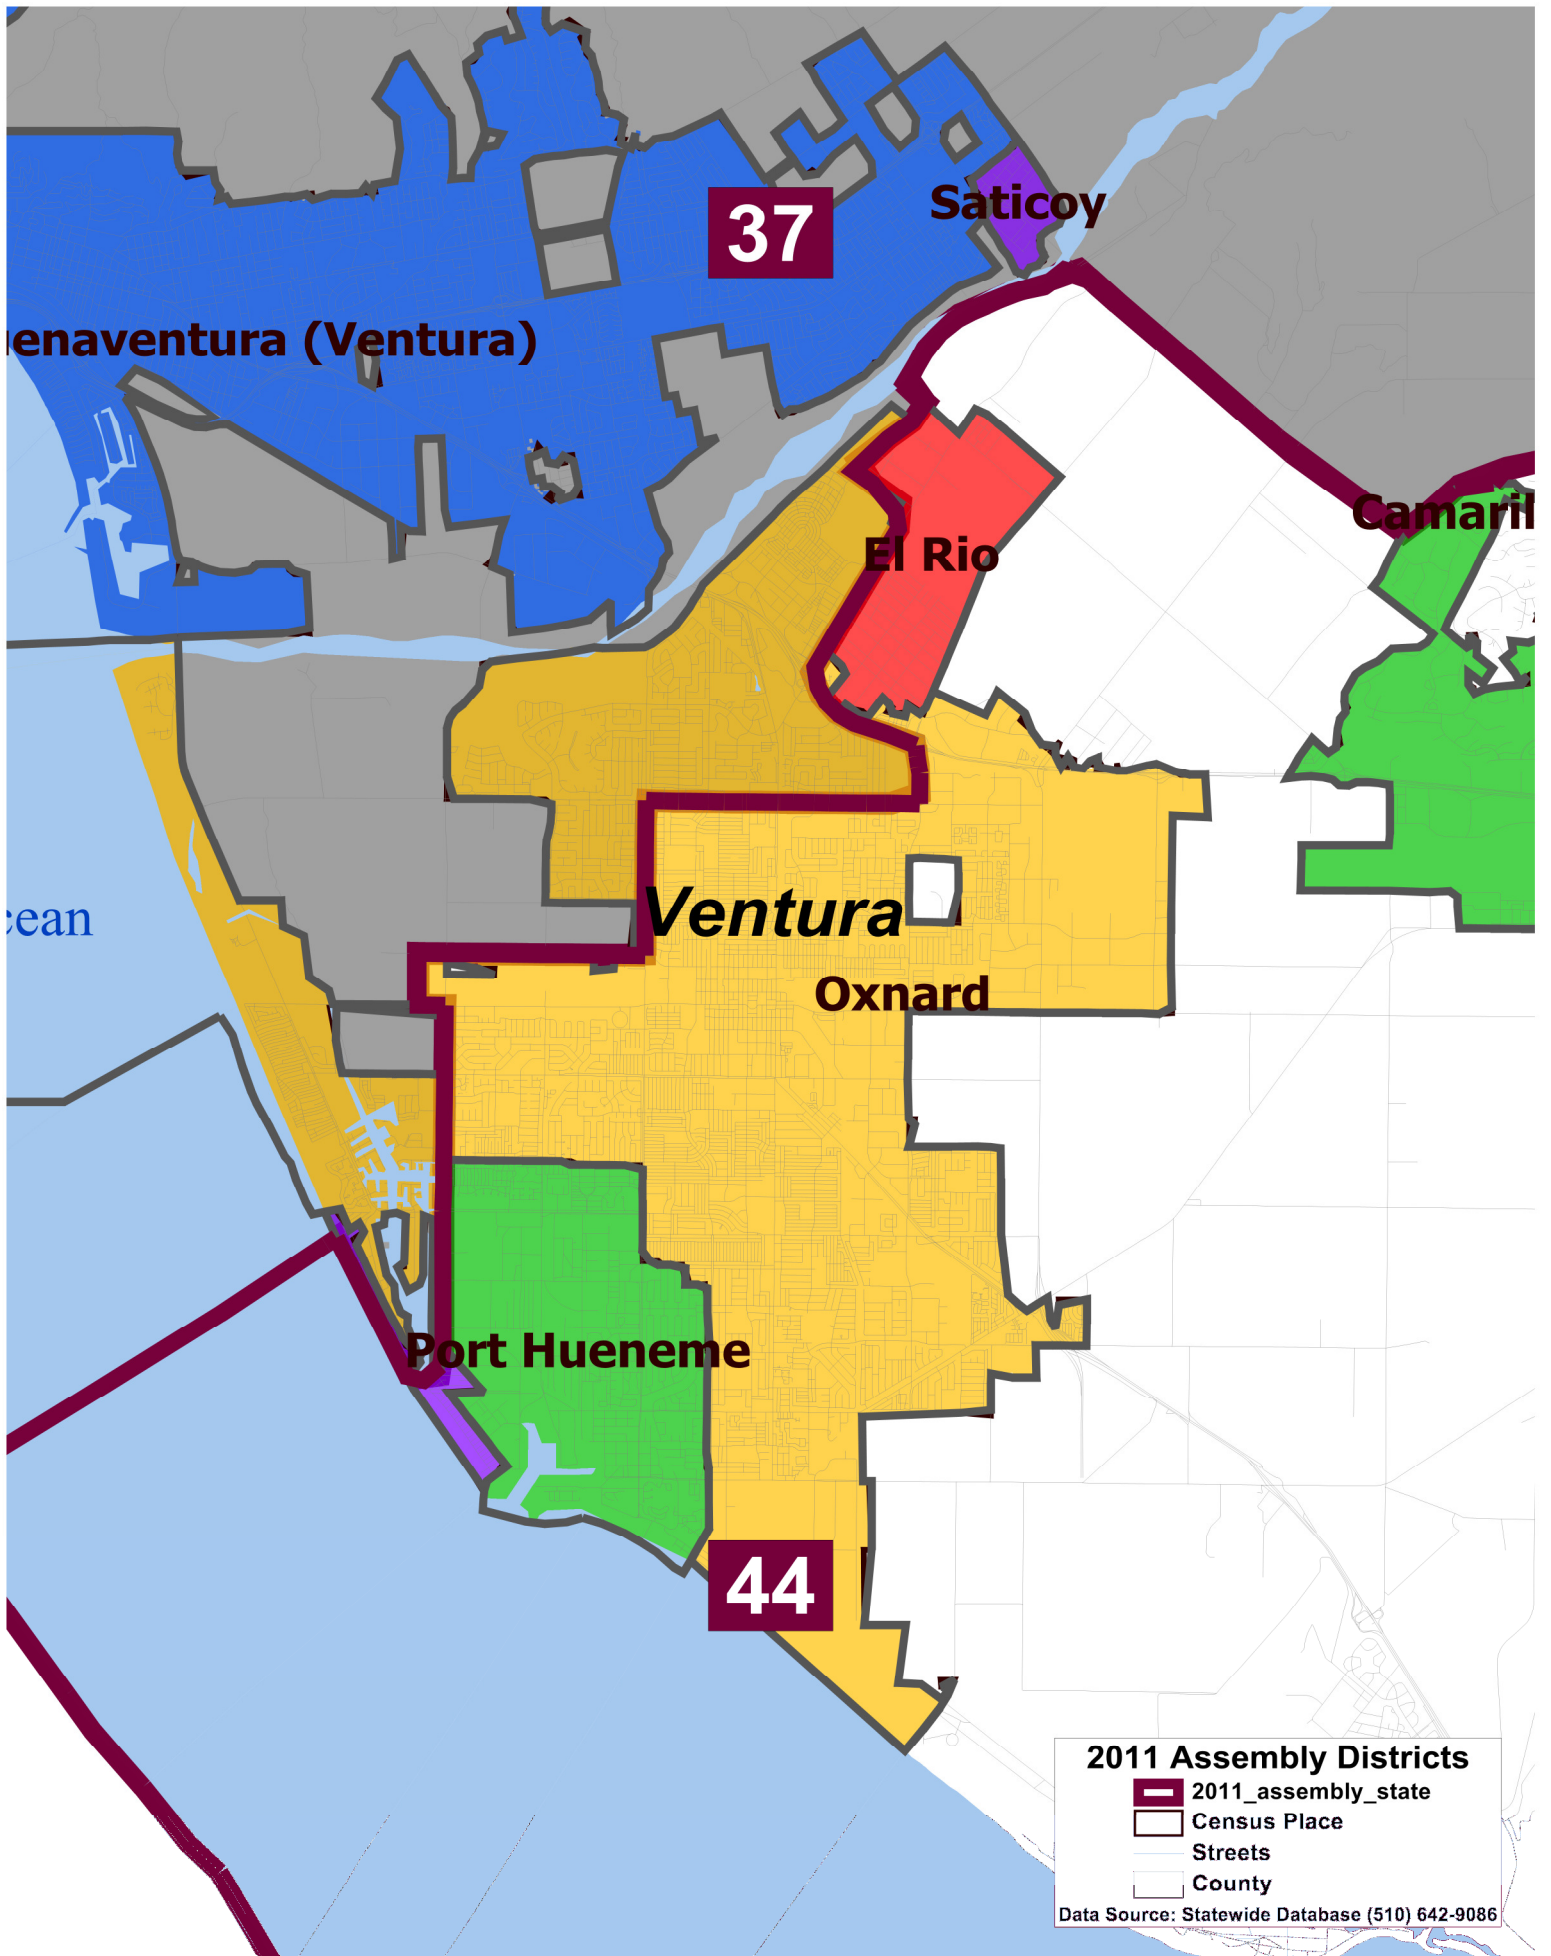 37
Saticoy
enaventura (Ventura)
Camaril
El Rio
Ventura
cean
Oxnard
Port Hueneme
44
2011 Assembly Districts
2011_assembly_state
Census Place
Streets
County
Data Source: Statewide Database (510) 642-9086